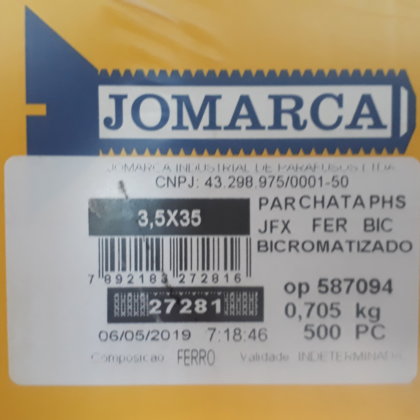 JOMARCA
JOMARCA INDUSTRIAL DE PARAFUSOS LTDA
CNPJ: 43.298.975/0001-50
3,5X35
PAR CHATA PHS
JFX FER BIC
BICROMATIZADO
7 892183 272816
27281
op 587094
0,705 kg
06/05/2019 7:18:46
500 PC
Composicao FERRO Validade INDETERMINADA